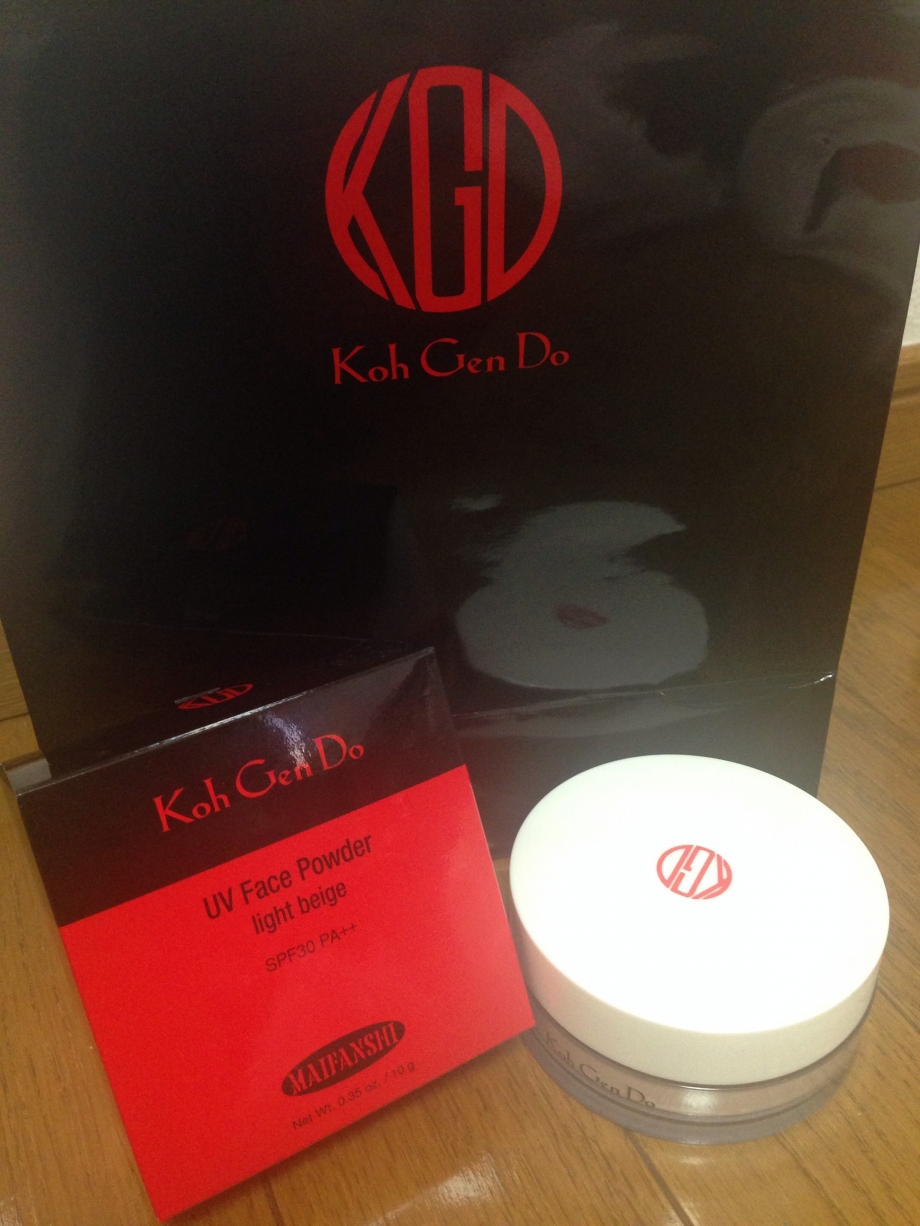 KGD
Koh Gen Do
KGD
Koh Gen Do
UV Face Powder
light beige
SPF30 PA++
MAIFANSHI
Net Wt. 0.35 oz. / 10 g
KGD
Koh Gen Do